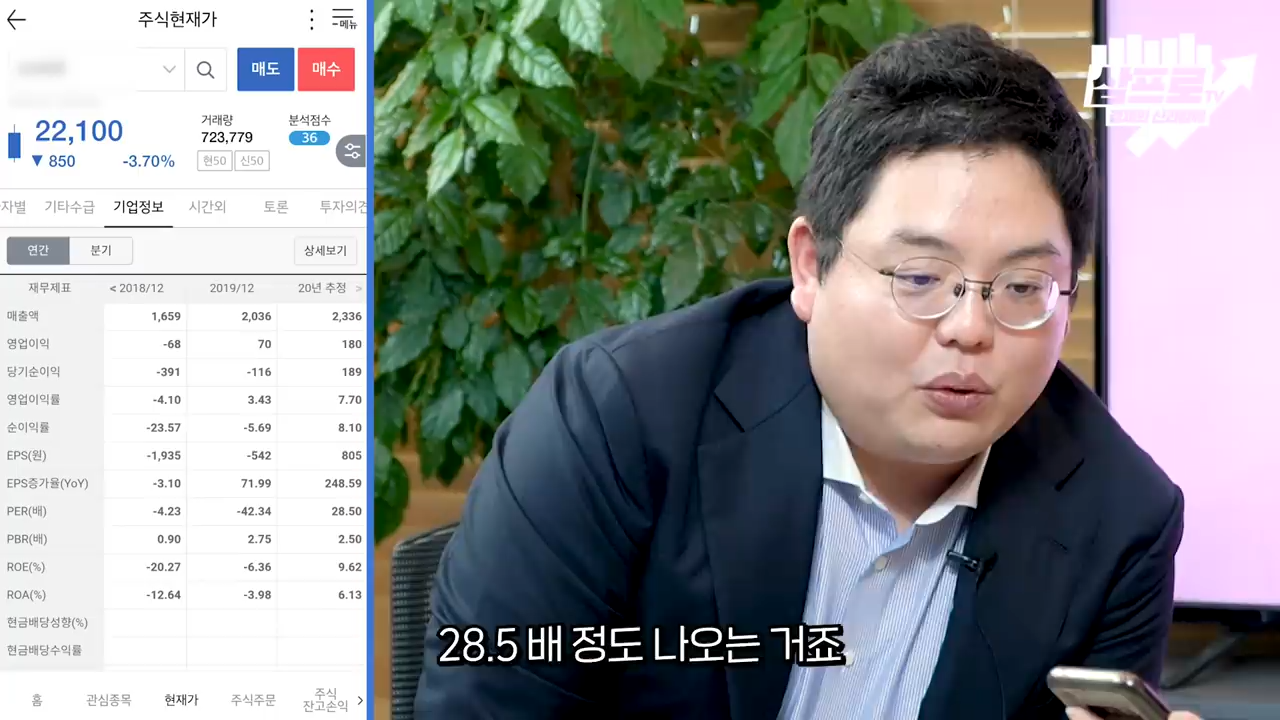 주식현재가
메뉴
매도
매수
22,100
▼ 850 -3.70%
거래량
723,779
현50 신50
분석점수
36
자별 기타수급 기업정보 시간외 토론 투자의견
연간 분기 상세보기
재무제표 < 2018/12 2019/12 20년 추정 >
매출액 1,659 2,036 2,336
영업이익 -68 70 180
당기순이익 -391 -116 189
영업이익률 -4.10 3.43 7.70
순이익률 -23.57 -5.69 8.10
EPS(원) -1,935 -542 805
EPS증가율(YoY) -3.10 71.99 248.59
PER(배) -4.23 -42.34 28.50
PBR(배) 0.90 2.75 2.50
ROE(%) -20.27 -6.36 9.62
ROA(%) -12.64 -3.98 6.13
현금배당성향(%)
현금배당수익률
홈 관심종목 현재가 주식주문 주식
잔고손익 >
삼프로TV
28.5 배 정도 나오는 거죠